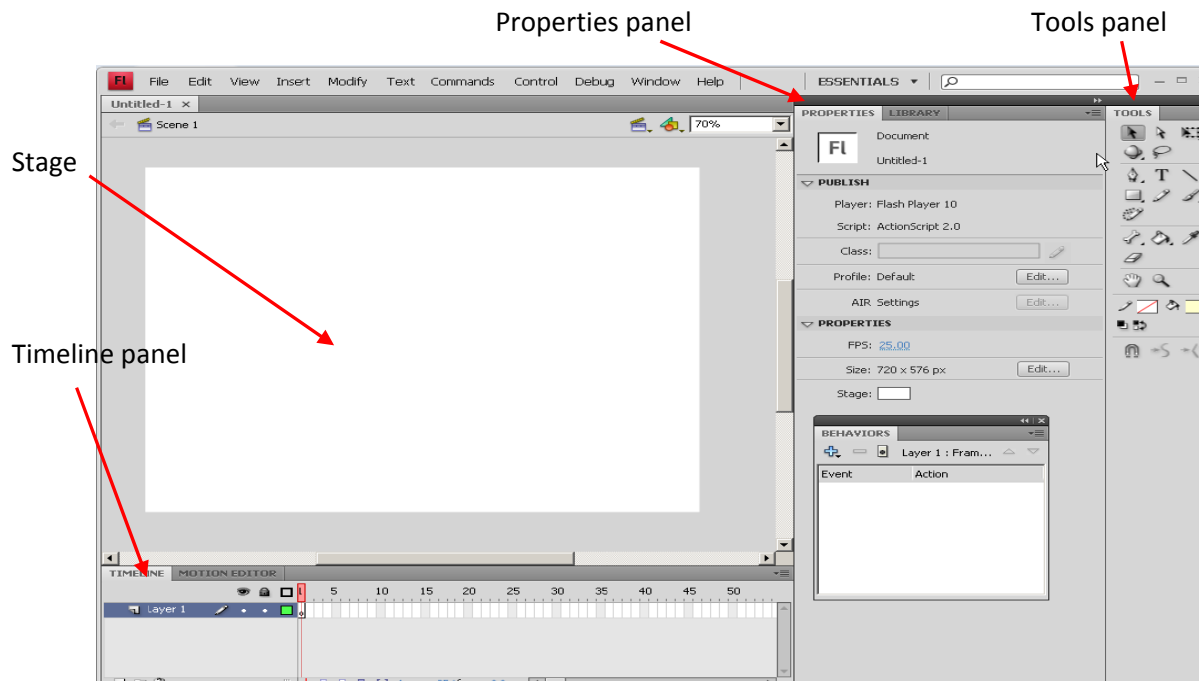 Properties panel
Tools panel
Fl File Edit View Insert Modify Text Commands Control Debug Window Help ESSENTIALS
Untitled-1
Scene 1 70%
Stage
Timeline panel
PROPERTIES LIBRARY
Fl Document
Untitled-1
PUBLISH
Player: Flash Player 10
Script: ActionScript 2.0
Class:
Profile: Default Edit...
AIR Settings Edit...
PROPERTIES
FPS: 25.00
Size: 720 x 576 px Edit...
Stage:
BEHAVIORS
Layer 1 : Fram...
Event Action
TOOLS
T
TIMELINE MOTION EDITOR
1 5 10 15 20 25 30 35 40 45 50
Layer 1